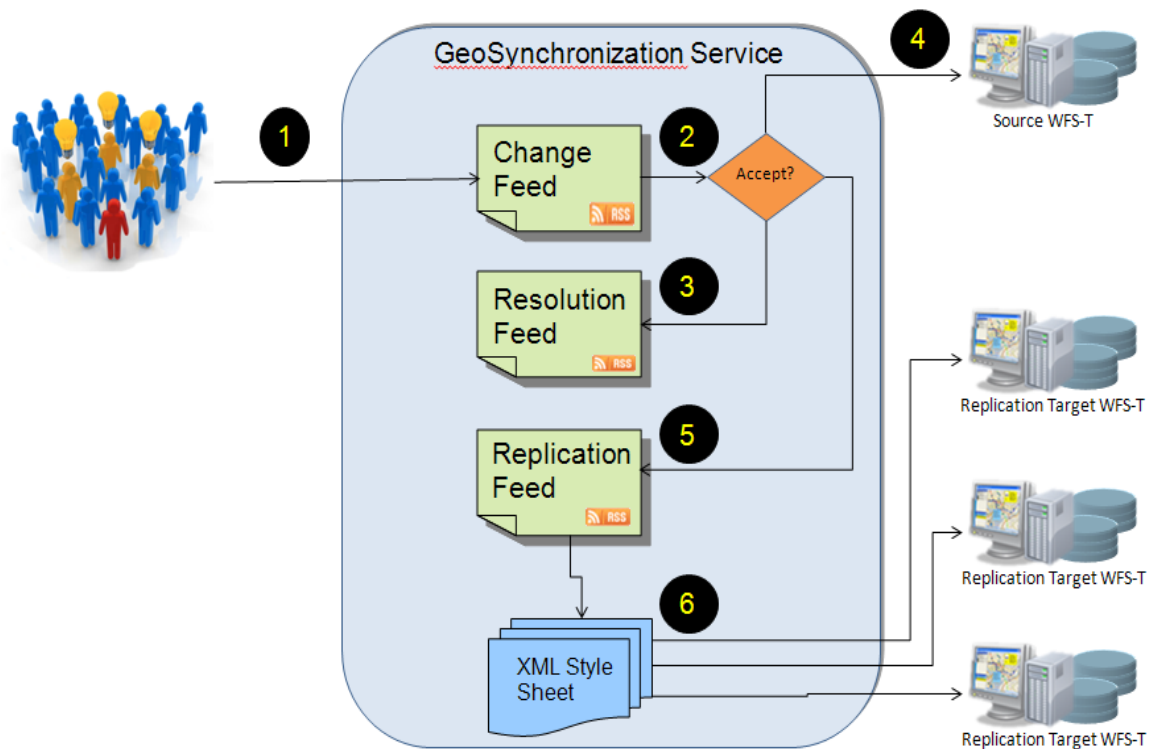 GeoSynchronization Service
4
Source WFS-T
1
Change
Feed
RSS
2
Accept?
Resolution
Feed
RSS
3
Replication Target WFS-T
Replication
Feed
RSS
5
Replication Target WFS-T
6
XML Style
Sheet
Replication Target WFS-T